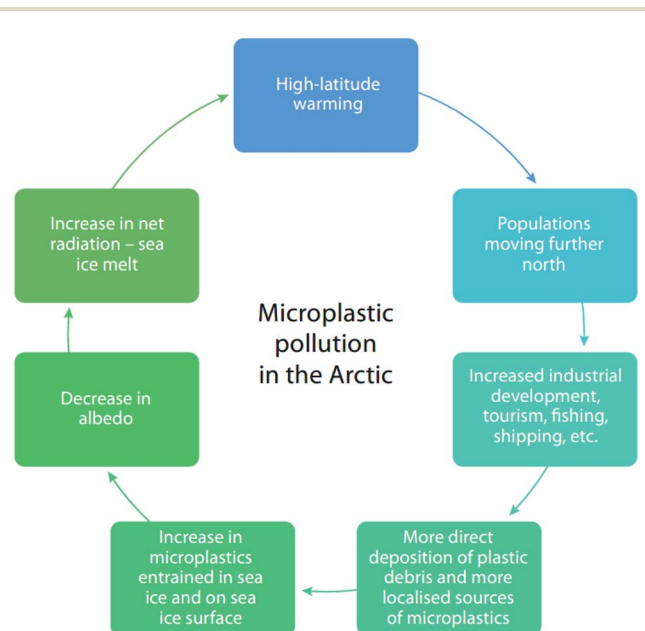 High-latitude
warming
Populations
moving further
north
Increased industrial
development,
tourism, fishing,
shipping, etc.
More direct
deposition of plastic
debris and more
localised sources
of microplastics
Increase in
microplastics
entrained in sea
ice and on sea
ice surface
Decrease in
albedo
Increase in net
radiation – sea
ice melt
Microplastic
pollution
in the Arctic